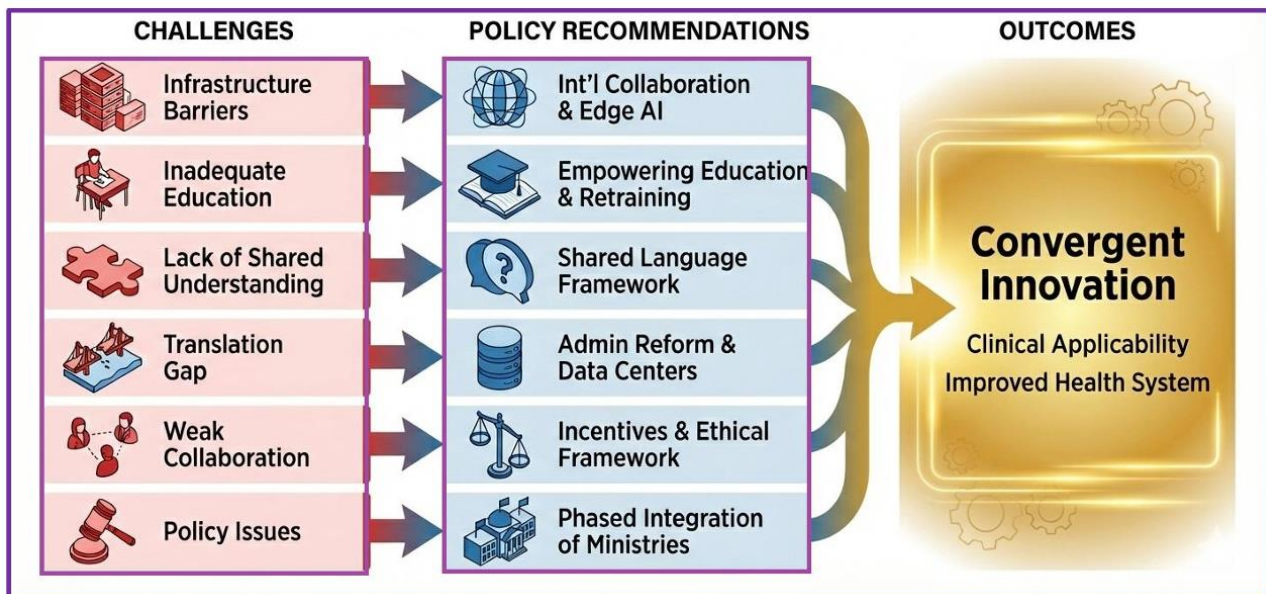 CHALLENGES
POLICY RECOMMENDATIONS
OUTCOMES
Infrastructure
Barriers
Int'l Collaboration
& Edge AI
Inadequate
Education
Empowering Education
& Retraining
Lack of Shared
Understanding
?
Shared Language
Framework
Translation
Gap
Admin Reform &
Data Centers
Weak
Collaboration
Incentives & Ethical
Framework
Policy Issues
Phased Integration
of Ministries
Convergent
Innovation
Clinical Applicability
Improved Health System